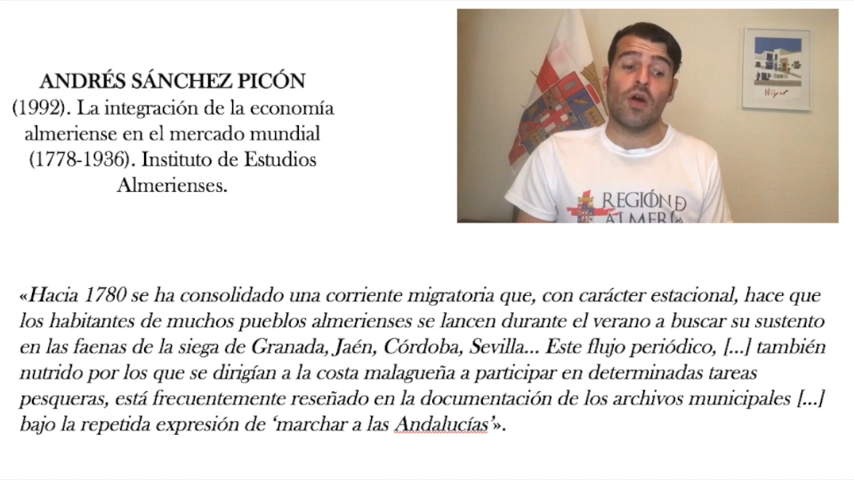 ANDRÉS SÁNCHEZ PICÓN
(1992). La integración de la economía
almeriense en el mercado mundial
(1778-1936). Instituto de Estudios
Almerienses.
REGIÓN D
ALMERÍ
«Hacia 1780 se ha consolidado una corriente migratoria que, con carácter estacional, hace que
los habitantes de muchos pueblos almerienses se lancen durante el verano a buscar su sustento
en las faenas de la siega de Granada, Jaén, Córdoba, Sevilla... Este flujo periódico, [...] también
nutrido por los que se dirigían a la costa malagueña a participar en determinadas tareas
pesqueras, está frecuentemente reseñado en la documentación de los archivos municipales [...]
bajo la repetida expresión de ‘marchar a las Andalucías’».